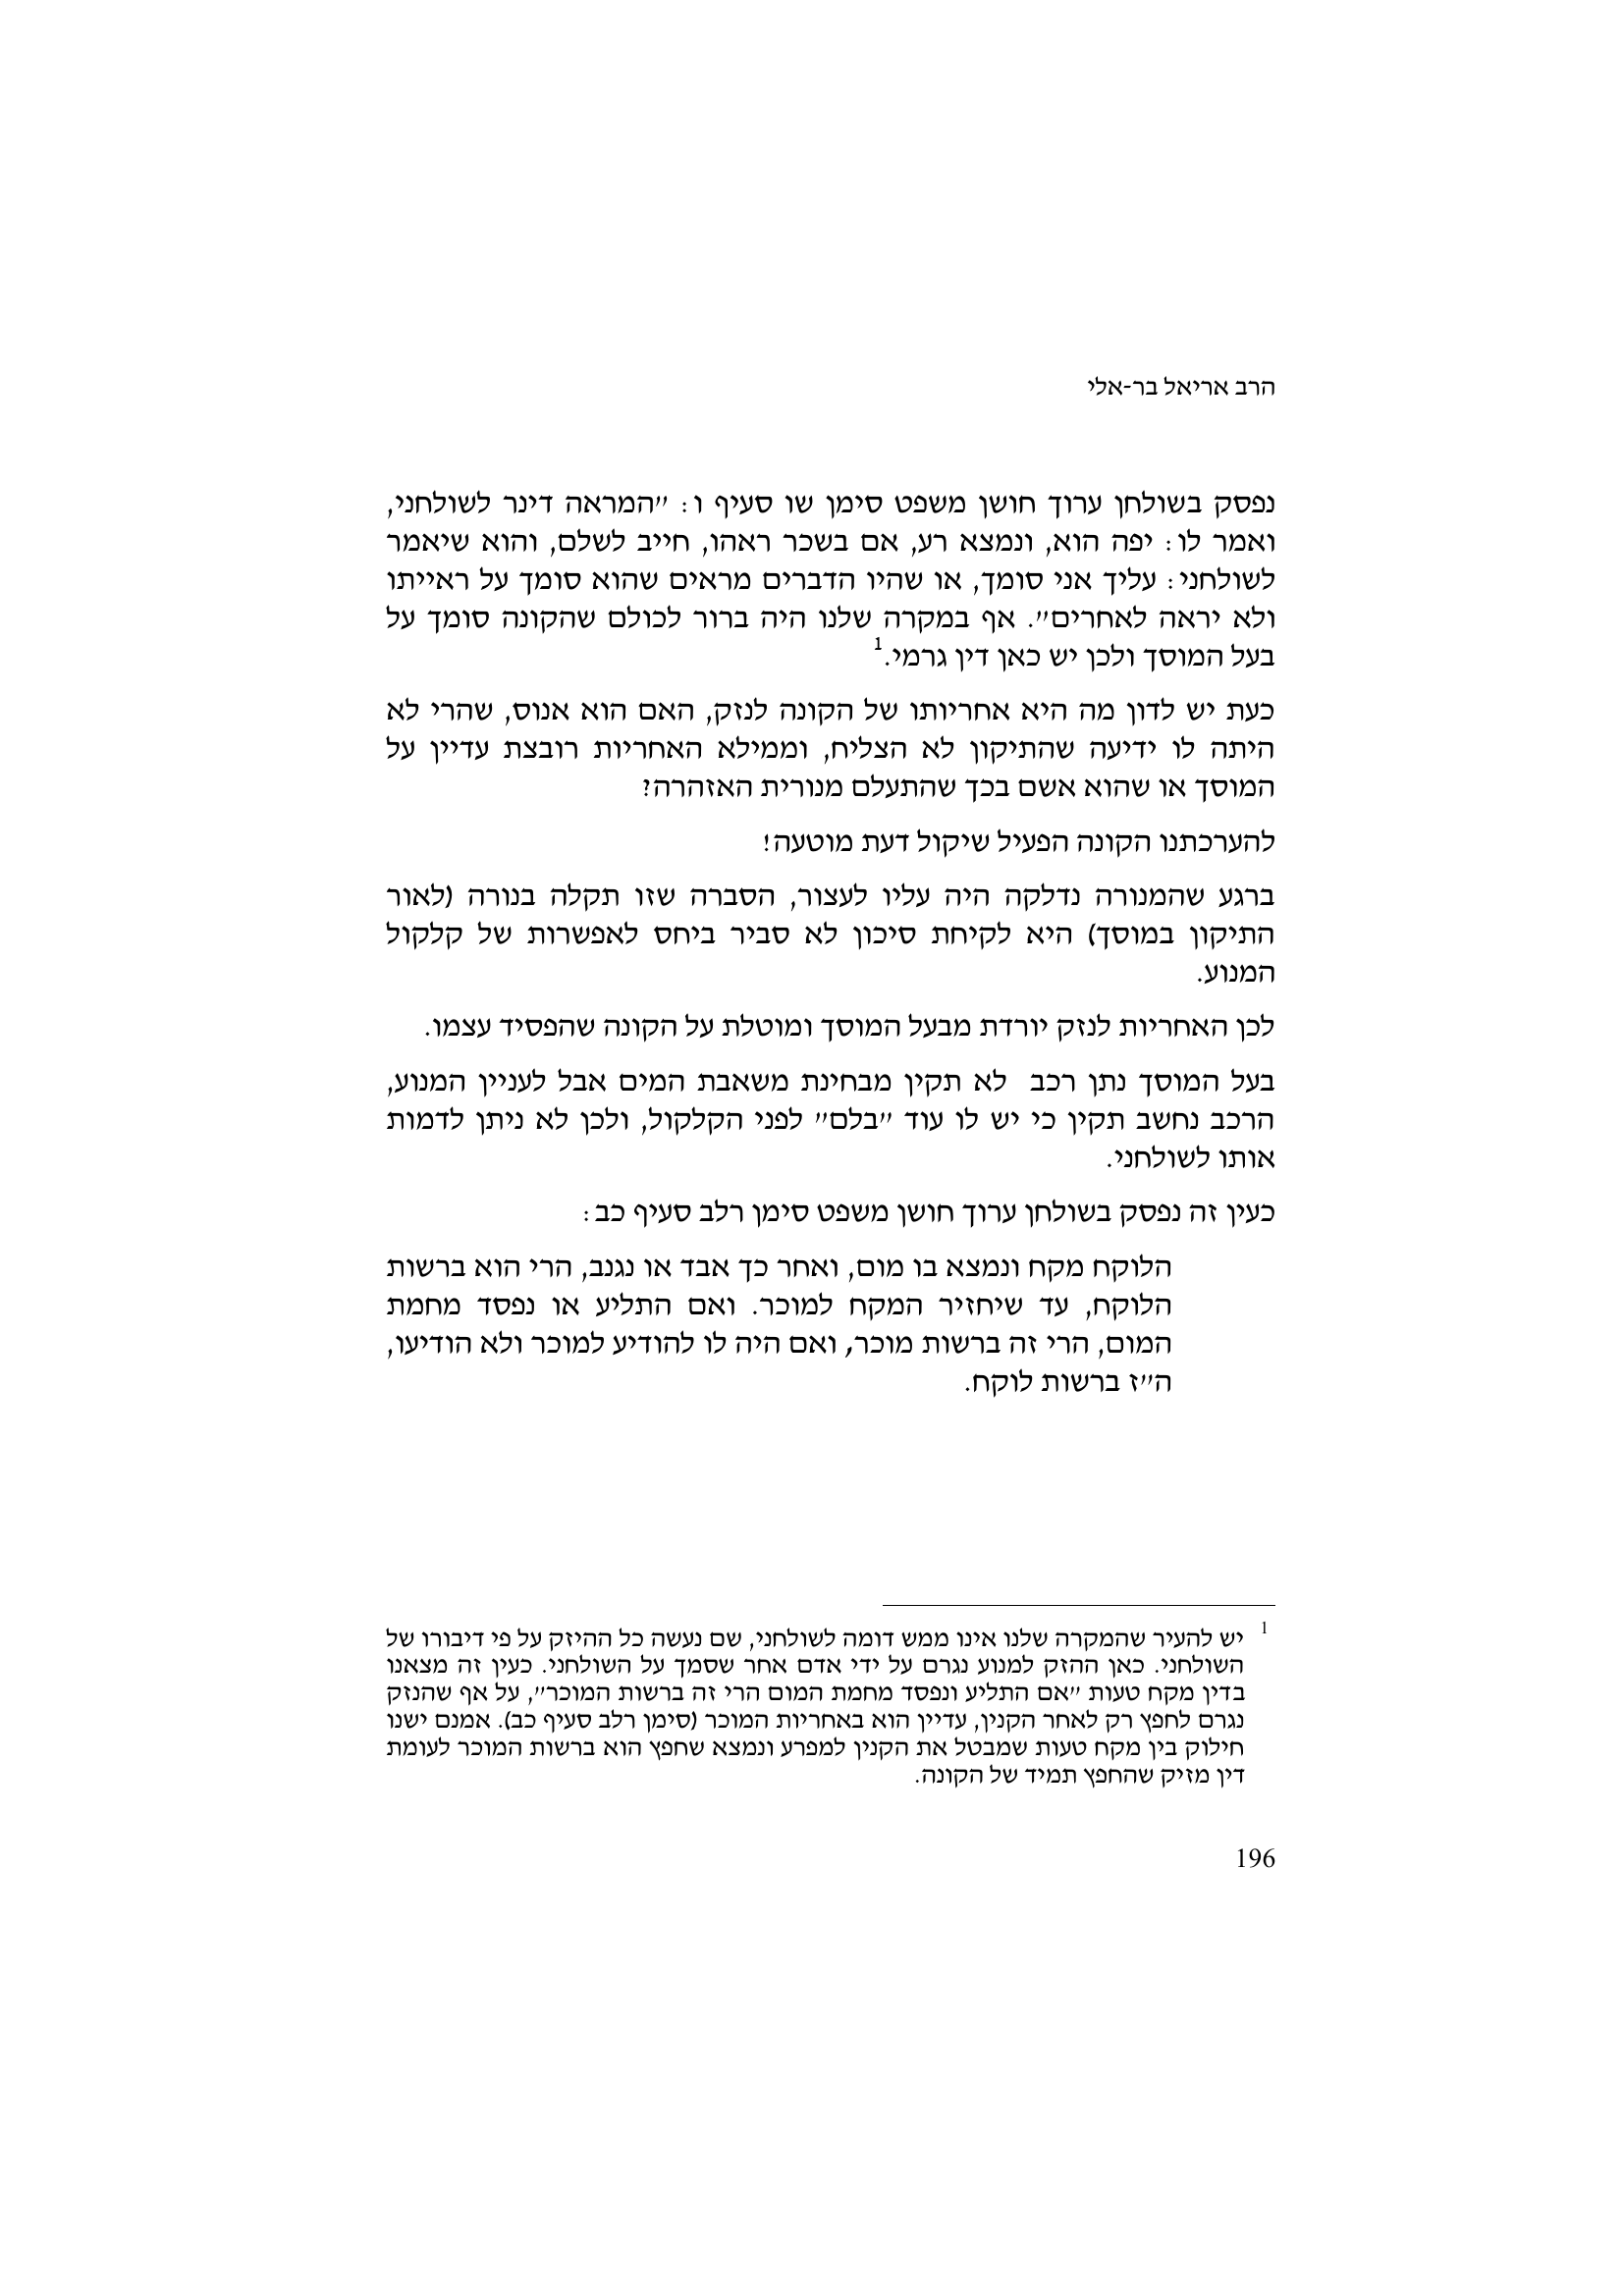 הרב אריאל בר-אלי
נפסק בשולחן ערוך חושן משפט סימן שו סעיף ו: "המראה דינר לשולחני,
ואמר לו: יפה הוא, ונמצא רע, אם בשכר ראהו, חייב לשלם, והוא שיאמר
לשולחני: עליך אני סומך, או שהיו הדברים מראים שהוא סומך על ראייתו
ולא יראה לאחרים". אף במקרה שלנו היה ברור לכולם שהקונה סומך על
בעל המוסך ולכן יש כאן דין גרמי.1
כעת יש לדון מה היא אחריותו של הקונה לנזק, האם הוא אנוס, שהרי לא
היתה לו ידיעה שהתיקון לא הצליח, וממילא האחריות רובצת עדיין על
המוסך או שהוא אשם בכך שהתעלם מנורית האזהרה?
להערכתנו הקונה הפעיל שיקול דעת מוטעה!
ברגע שהמנורה נדלקה היה עליו לעצור, הסברה שזו תקלה בנורה (לאור
התיקון במוסך) היא לקיחת סיכון לא סביר ביחס לאפשרות של קלקול
המנוע.
לכן האחריות לנזק יורדת מבעל המוסך ומוטלת על הקונה שהפסיד עצמו.
בעל המוסך נתן רכב לא תקין מבחינת משאבת המים אבל לעניין המנוע,
הרכב נחשב תקין כי יש לו עוד "בלם" לפני הקלקול, ולכן לא ניתן לדמות
אותו לשולחני.
כעין זה נפסק בשולחן ערוך חושן משפט סימן רלב סעיף כב:
הלוקח מקח ונמצא בו מום, ואחר כך אבד או נגנב, הרי הוא ברשות
הלוקח, עד שיחזיר המקח למוכר. ואם התליע או נפסד מחמת
המום, הרי זה ברשות מוכר, ואם היה לו להודיע למוכר ולא הודיעו,
ה"ז ברשות לוקח.
1 יש להעיר שהמקרה שלנו אינו ממש דומה לשולחני, שם נעשה כל ההיזק על פי דיבורו של
השולחני. כאן ההזק למנוע נגרם על ידי אדם אחר שסמך על השולחני. כעין זה מצאנו
בדין מקח טעות "אם התליע ונפסד מחמת המום הרי זה ברשות המוכר", על אף שהנזק
נגרם לחפץ רק לאחר הקנין, עדיין הוא באחריות המוכר (סימן רלב סעיף כב). אמנם ישנו
חילוק בין מקח טעות שמבטל את הקנין למפרע ונמצא שחפץ הוא ברשות המוכר לעומת
דין מזיק שהחפץ תמיד של הקונה.
196